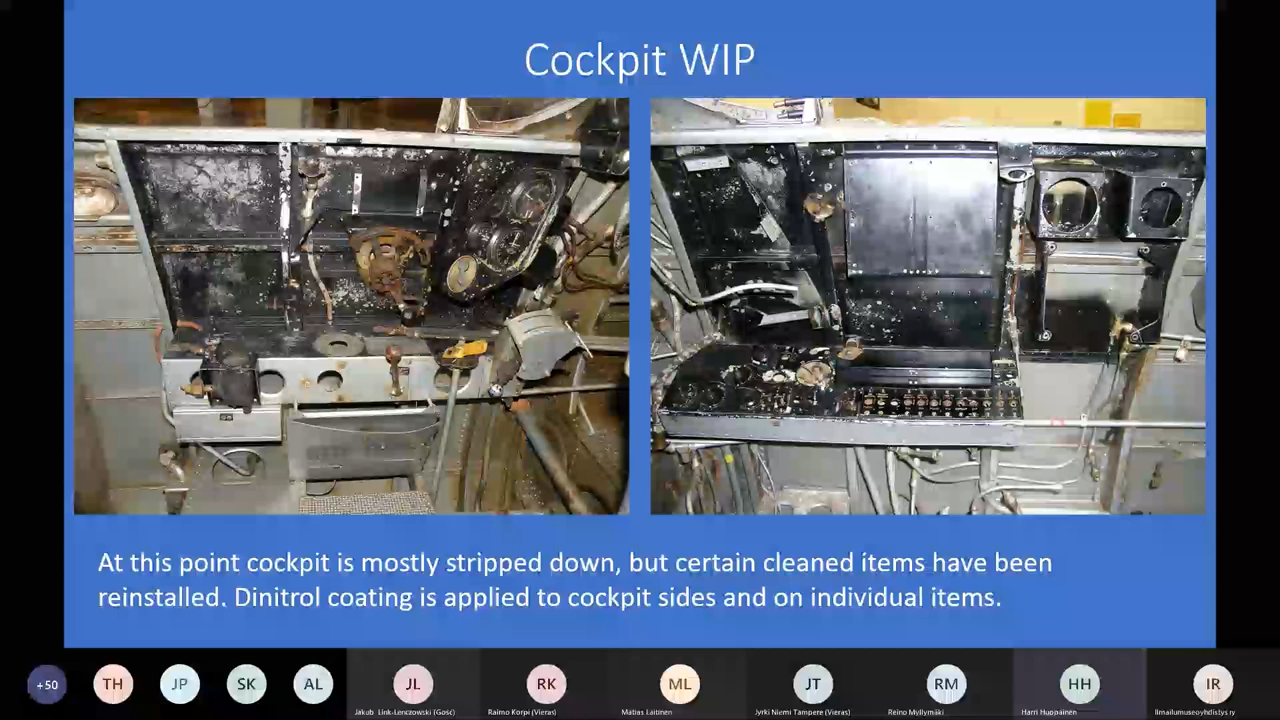 Cockpit WIP
At this point cockpit is mostly stripped down, but certain cleaned items have been
reinstalled. Dinitrol coating is applied to cockpit sides and on individual items.
+50
TH
JP
SK
AL
JL
RK
ML
JT
RM
HH
IR
Jakub Link-Lenczowski (Gość)
Raimo Korpi (Vieras)
Matias Laitinen
Jyrki Niemi Tampere (Vieras)
Reino Myllymäki
Harri Huppainen
Ilmailumuseoyhdistys ry